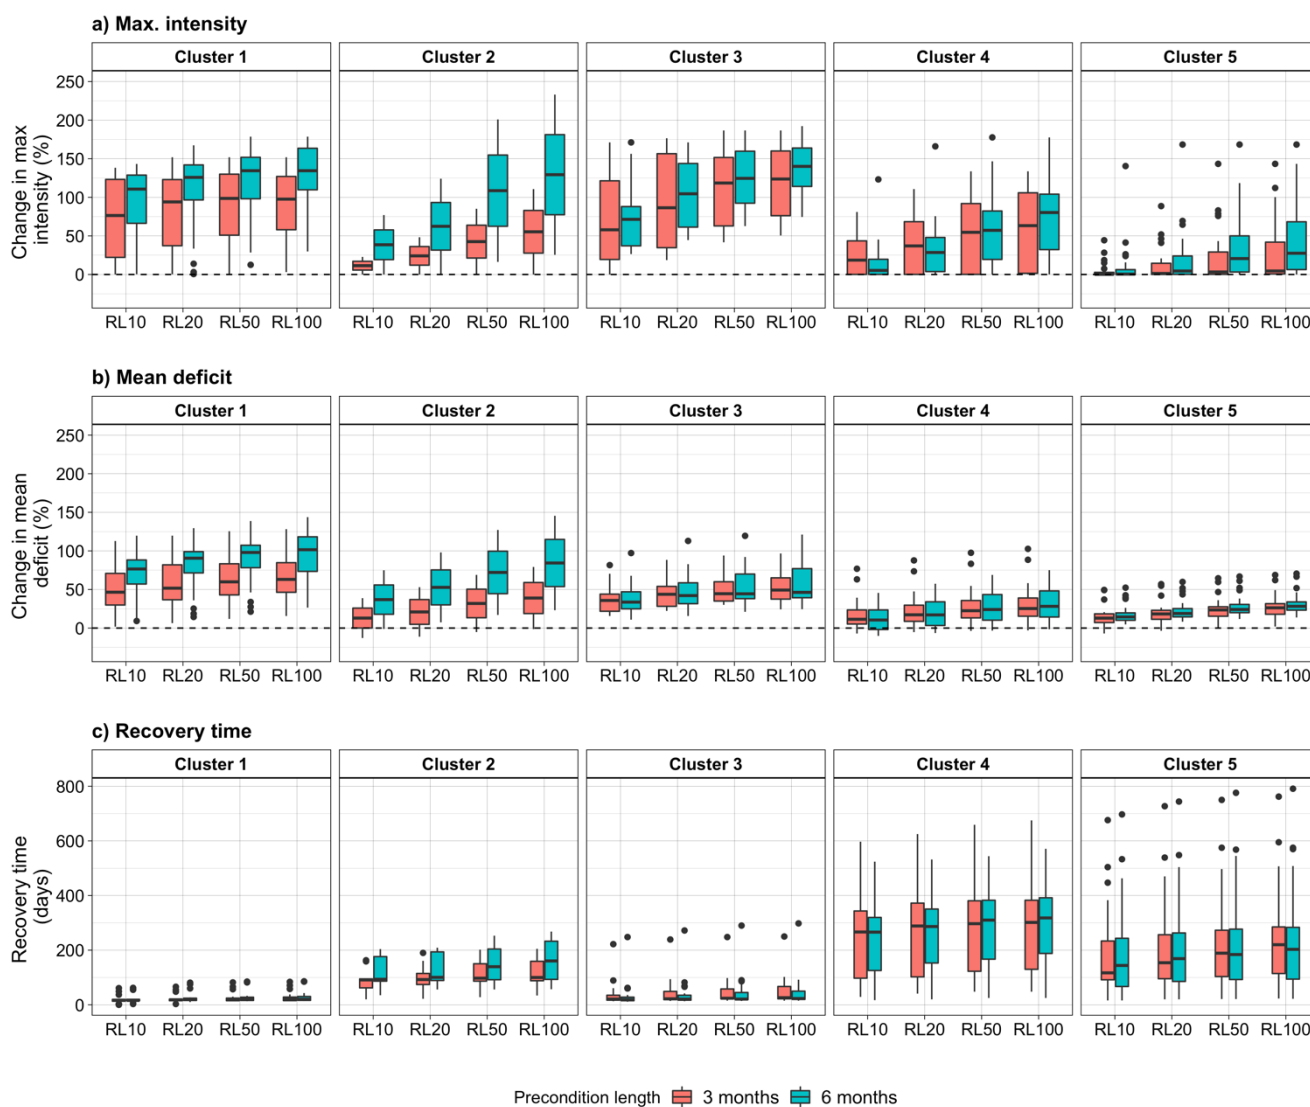 a) Max. intensity
Cluster 1 Cluster 2 Cluster 3 Cluster 4 Cluster 5
Change in max
intensity (%)
250
200
150
100
50
0
RL10 RL20 RL50 RL100 RL10 RL20 RL50 RL100 RL10 RL20 RL50 RL100 RL10 RL20 RL50 RL100 RL10 RL20 RL50 RL100
b) Mean deficit
Cluster 1 Cluster 2 Cluster 3 Cluster 4 Cluster 5
Change in mean
deficit (%)
250
200
150
100
50
0
RL10 RL20 RL50 RL100 RL10 RL20 RL50 RL100 RL10 RL20 RL50 RL100 RL10 RL20 RL50 RL100 RL10 RL20 RL50 RL100
c) Recovery time
Cluster 1 Cluster 2 Cluster 3 Cluster 4 Cluster 5
Recovery time
(days)
800
600
400
200
0
RL10 RL20 RL50 RL100 RL10 RL20 RL50 RL100 RL10 RL20 RL50 RL100 RL10 RL20 RL50 RL100 RL10 RL20 RL50 RL100
Precondition length 3 months 6 months